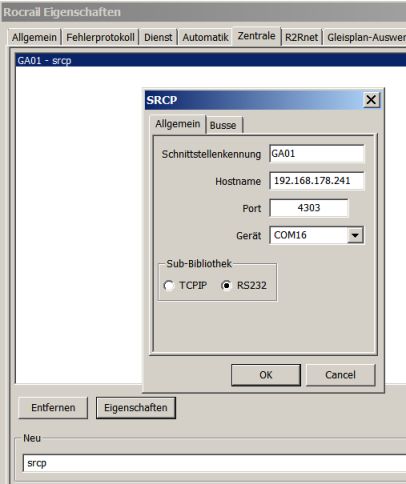 Rocrail Eigenschaften
Allgemein Fehlerprotokoll Dienst Automatik Zentrale R2Rnet Gleisplan-Auswer
GA01 - srcp
SRCP
Allgemein Busse
Schnittstellenkennung GA01
Hostname 192.168.178.241
Port 4303
Gerät COM16
Sub-Bibliothek
TCPIP RS232
OK Cancel
Entfernen Eigenschaften
Neu
srcp